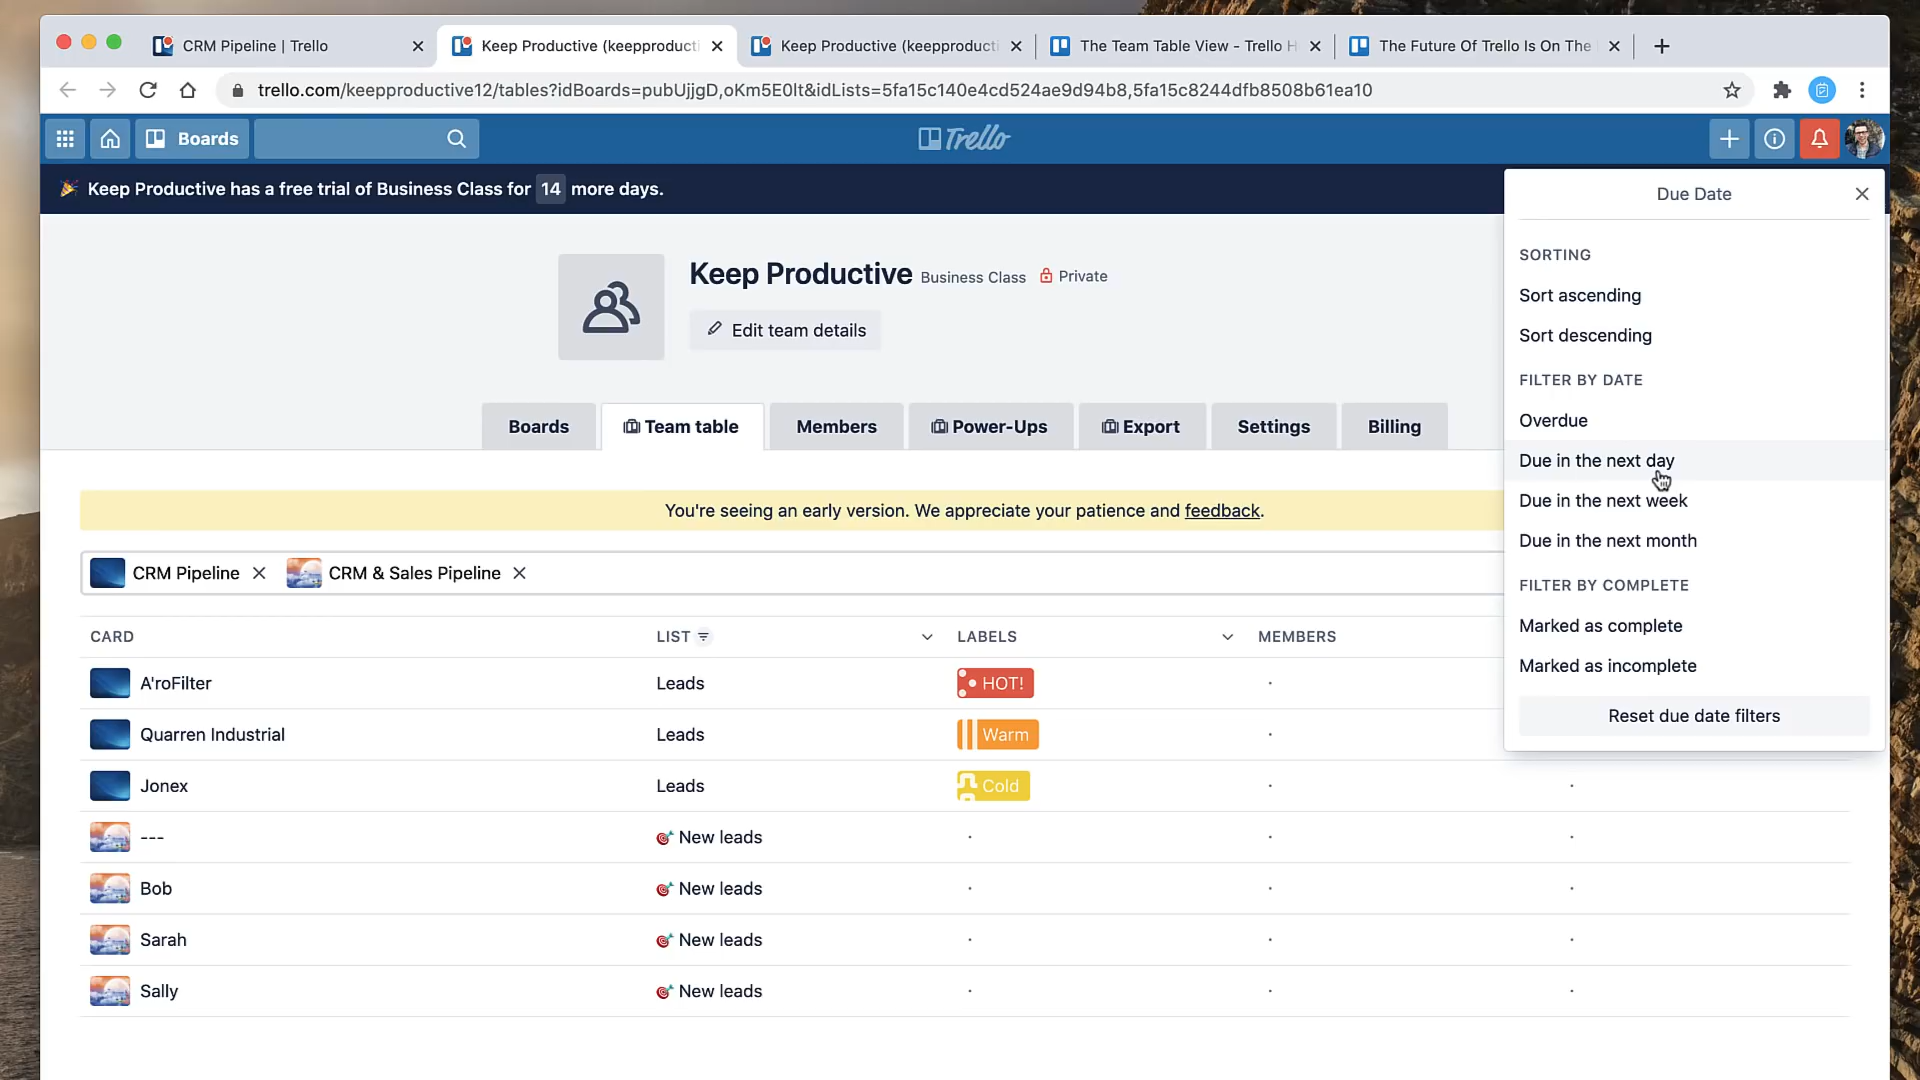 CRM Pipeline | Trello
Keep Productive (keepproducti
Keep Productive (keepproducti
The Team Table View - Trello H
The Future Of Trello Is On The
trello.com/keepproductive12/tables?idBoards=pubUjjgD,oKm5E0lt&idLists=5fa15c140e4cd524ae9d94b8,5fa15c8244dfb8508b61ea10
Boards
Trello
Keep Productive has a free trial of Business Class for 14 more days.
Keep Productive Business Class Private
Edit team details
Boards
Team table
Members
Power-Ups
Export
Settings
Billing
You're seeing an early version. We appreciate your patience and feedback.
CRM Pipeline
CRM & Sales Pipeline
CARD LIST LABELS MEMBERS
A'roFilter Leads HOT!
Quarren Industrial Leads Warm
Jonex Leads Cold
--- New leads
Bob New leads
Sarah New leads
Sally New leads
Due Date
SORTING
Sort ascending
Sort descending
FILTER BY DATE
Overdue
Due in the next day
Due in the next week
Due in the next month
FILTER BY COMPLETE
Marked as complete
Marked as incomplete
Reset due date filters